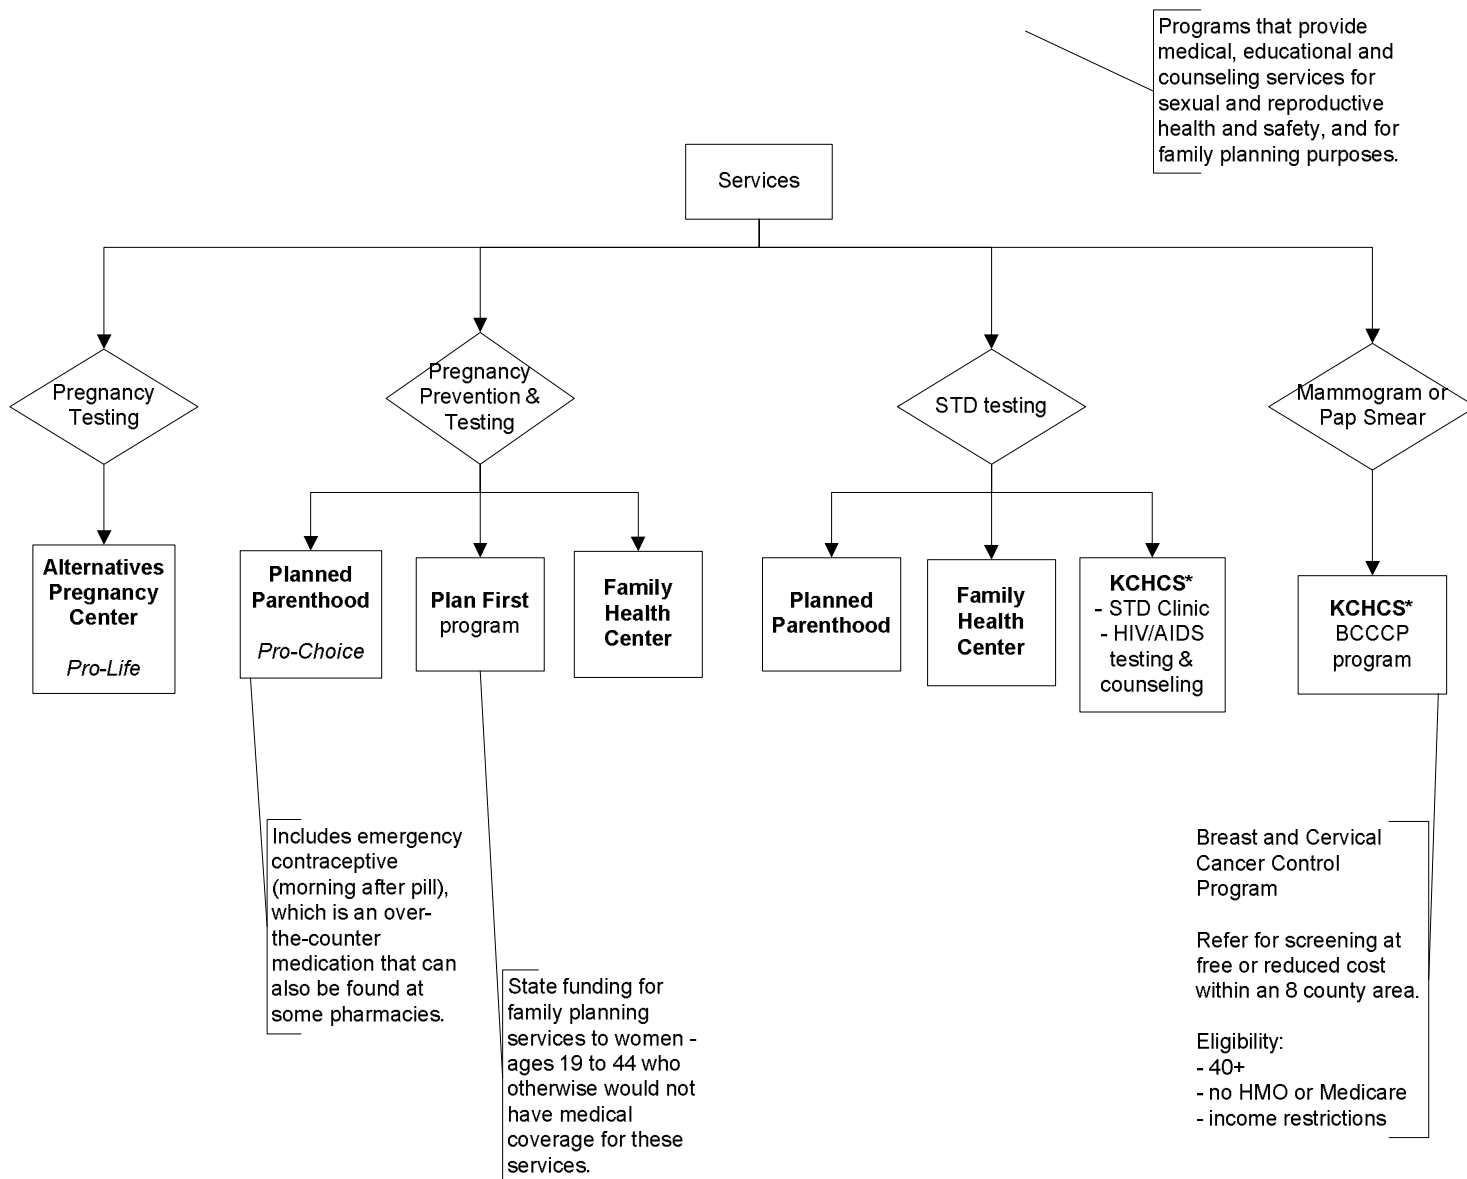 Programs that provide
medical, educational and
counseling services for
sexual and reproductive
health and safety, and for
family planning purposes.
Services
Pregnancy
Testing
Pregnancy
Prevention &
Testing
STD testing
Mammogram or
Pap Smear
Alternatives
Pregnancy
Center
Pro-Life
Planned
Parenthood
Pro-Choice
Plan First
program
Family
Health
Center
Planned
Parenthood
Family
Health
Center
KCHCS*
- STD Clinic
- HIV/AIDS
testing &
counseling
KCHCS*
BCCCP
program
Includes emergency
contraceptive
(morning after pill),
which is an over-
the-counter
medication that can
also be found at
some pharmacies.
State funding for
family planning
services to women -
ages 19 to 44 who
otherwise would not
have medical
coverage for these
services.
Breast and Cervical
Cancer Control
Program
Refer for screening at
free or reduced cost
within an 8 county area.
Eligibility:
- 40+
- no HMO or Medicare
- income restrictions